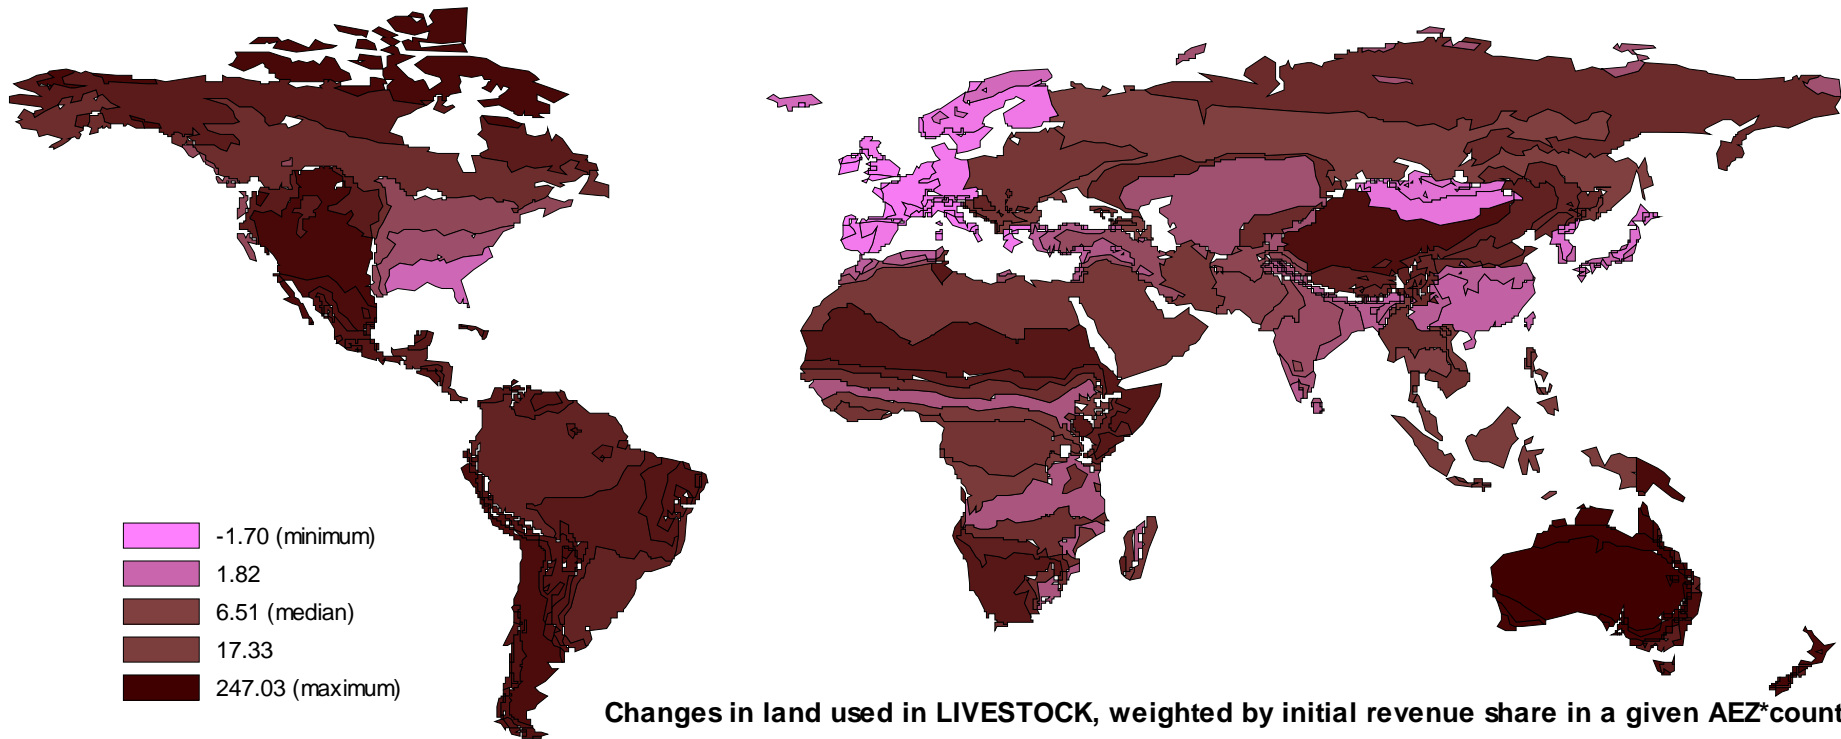 -1.70 (minimum)
1.82
6.51 (median)
17.33
247.03 (maximum)
Changes in land used in LIVESTOCK, weighted by initial revenue share in a given AEZ*count